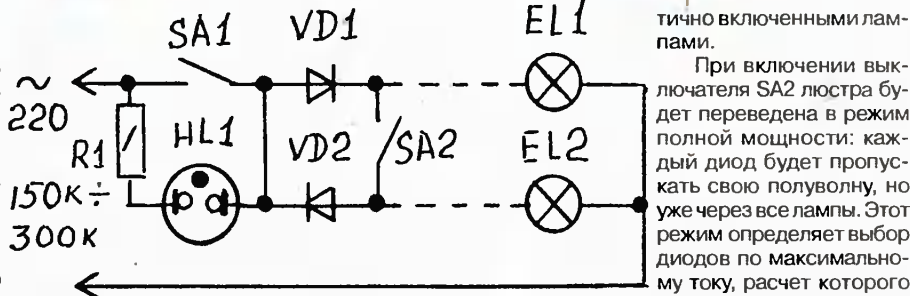 SA1
VD1
EL1
~
220
R1
HL1
VD2
SA2
EL2
150к÷
300к
тично включенными лам-
пами.
При включении вык-
лючателя SA2 люстра бу-
дет переведена в режим
полной мощности: каж-
дый диод будет пропус-
кать свою полуволну, но
уже через все лампы. Этот
режим определяет выбор
диодов по максимально-
му току, расчет которого